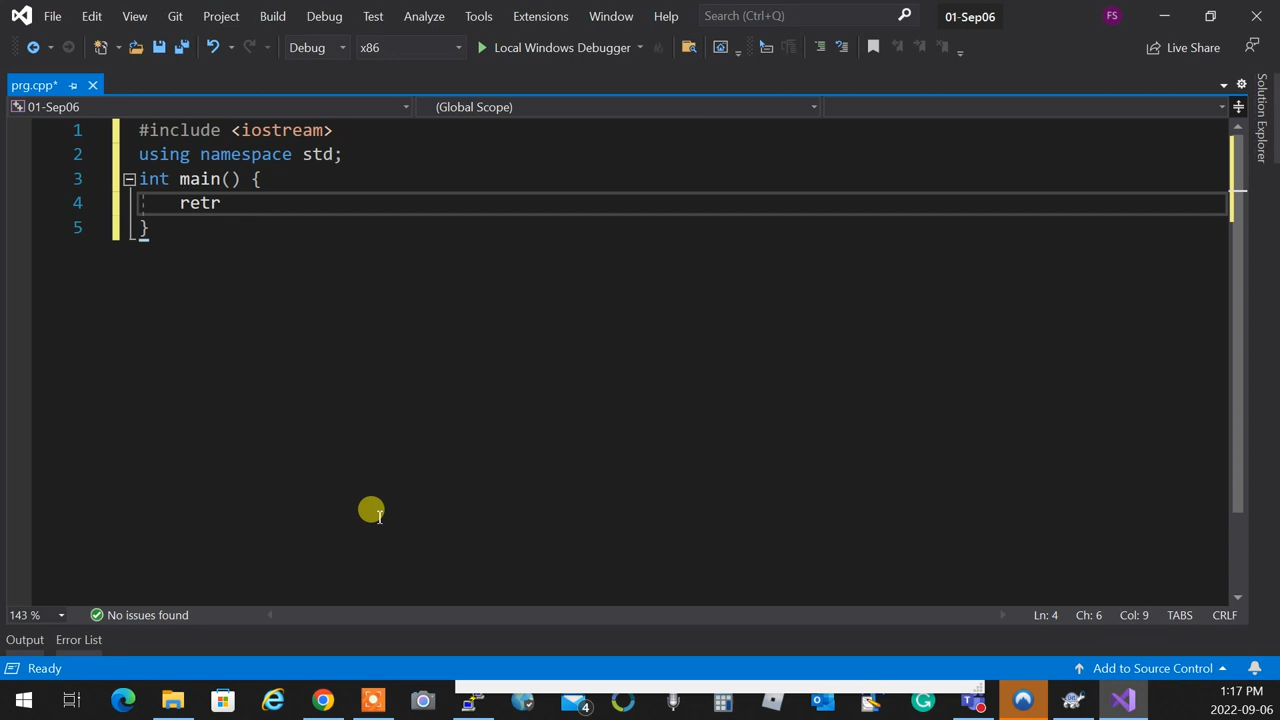 File Edit View Git Project Build Debug Test Analyze Tools Extensions Window Help Search (Ctrl+Q) 01-Sep06 FS
Debug x86 Local Windows Debugger Live Share
prg.cpp*
01-Sep06 (Global Scope)
Solution Explorer
1 #include <iostream>
2 using namespace std;
3 int main() {
4 retr
5 }
143 % No issues found Ln: 4 Ch: 6 Col: 9 TABS CRLF
Output Error List
Ready Add to Source Control
4
1:17 PM
2022-09-06